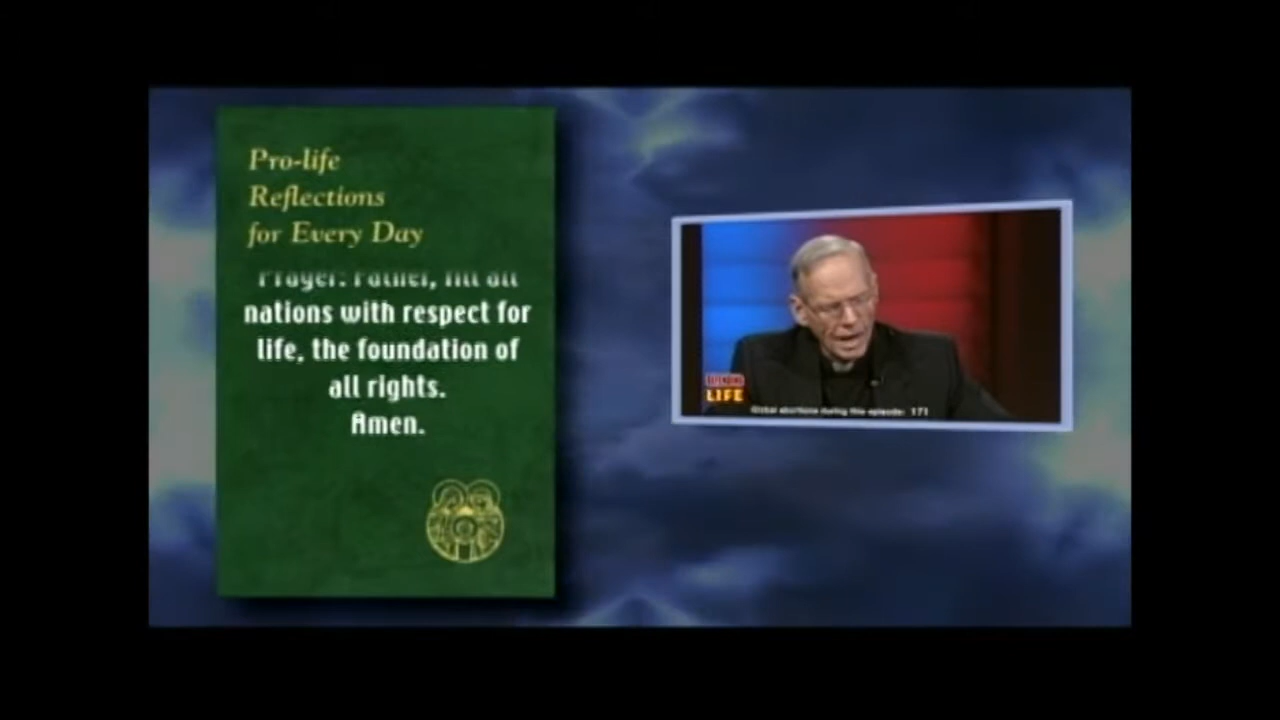 Pro-life
Reflections
for Every Day
Prayer: Father, fill all
nations with respect for
life, the foundation of
all rights.
Amen.
DEFENDING
LIFE
Global abortions during this episode: 171